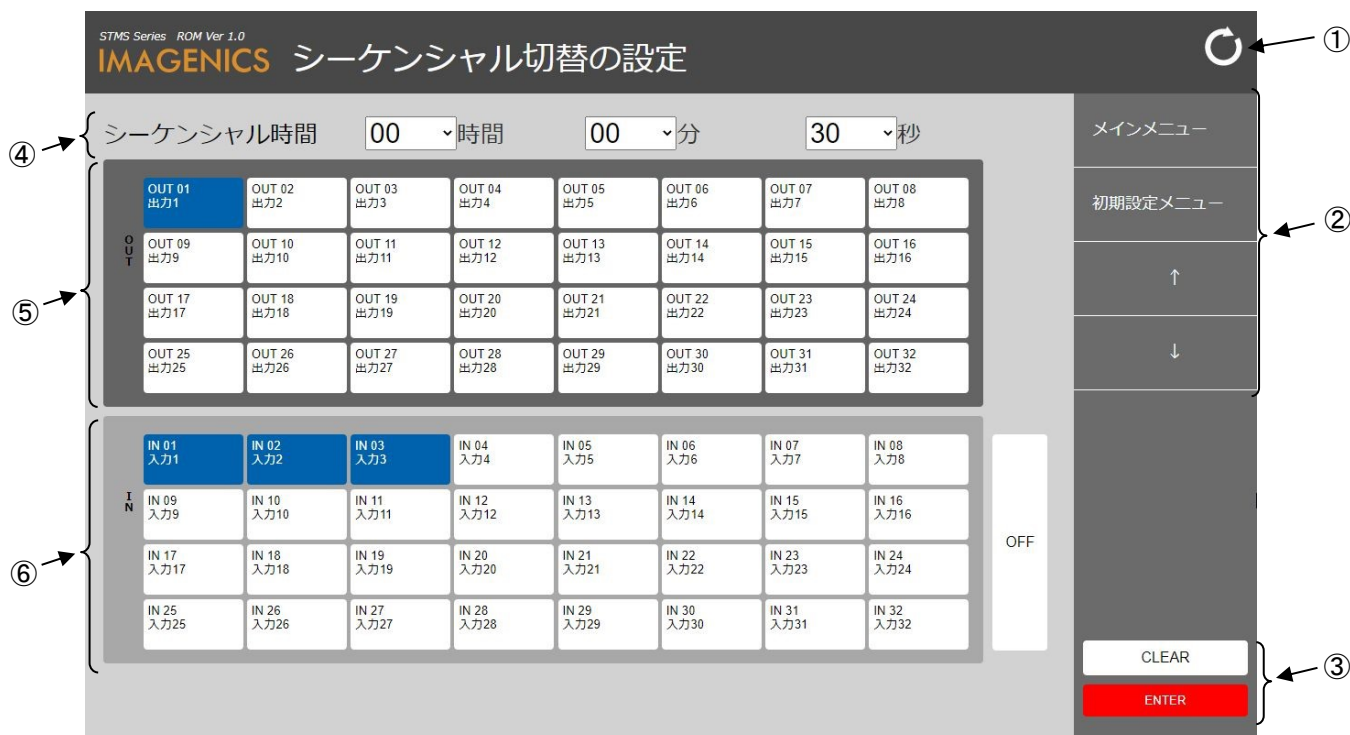 STMS Series ROM Ver 1.0
IMAGENICS シーケンシャル切替の設定
①
メインメニュー
初期設定メニュー
↑
↓
②
④
シーケンシャル時間 00 時間 00 分 30 秒
⑤
OUT
OUT 01 OUT 02 OUT 03 OUT 04 OUT 05 OUT 06 OUT 07 OUT 08
出力1 出力2 出力3 出力4 出力5 出力6 出力7 出力8
OUT 09 OUT 10 OUT 11 OUT 12 OUT 13 OUT 14 OUT 15 OUT 16
出力9 出力10 出力11 出力12 出力13 出力14 出力15 出力16
OUT 17 OUT 18 OUT 19 OUT 20 OUT 21 OUT 22 OUT 23 OUT 24
出力17 出力18 出力19 出力20 出力21 出力22 出力23 出力24
OUT 25 OUT 26 OUT 27 OUT 28 OUT 29 OUT 30 OUT 31 OUT 32
出力25 出力26 出力27 出力28 出力29 出力30 出力31 出力32
⑥
IN
IN 01 IN 02 IN 03 IN 04 IN 05 IN 06 IN 07 IN 08
入力1 入力2 入力3 入力4 入力5 入力6 入力7 入力8
IN 09 IN 10 IN 11 IN 12 IN 13 IN 14 IN 15 IN 16
入力9 入力10 入力11 入力12 入力13 入力14 入力15 入力16
IN 17 IN 18 IN 19 IN 20 IN 21 IN 22 IN 23 IN 24
入力17 入力18 入力19 入力20 入力21 入力22 入力23 入力24
IN 25 IN 26 IN 27 IN 28 IN 29 IN 30 IN 31 IN 32
入力25 入力26 入力27 入力28 入力29 入力30 入力31 入力32
OFF
CLEAR
ENTER
③